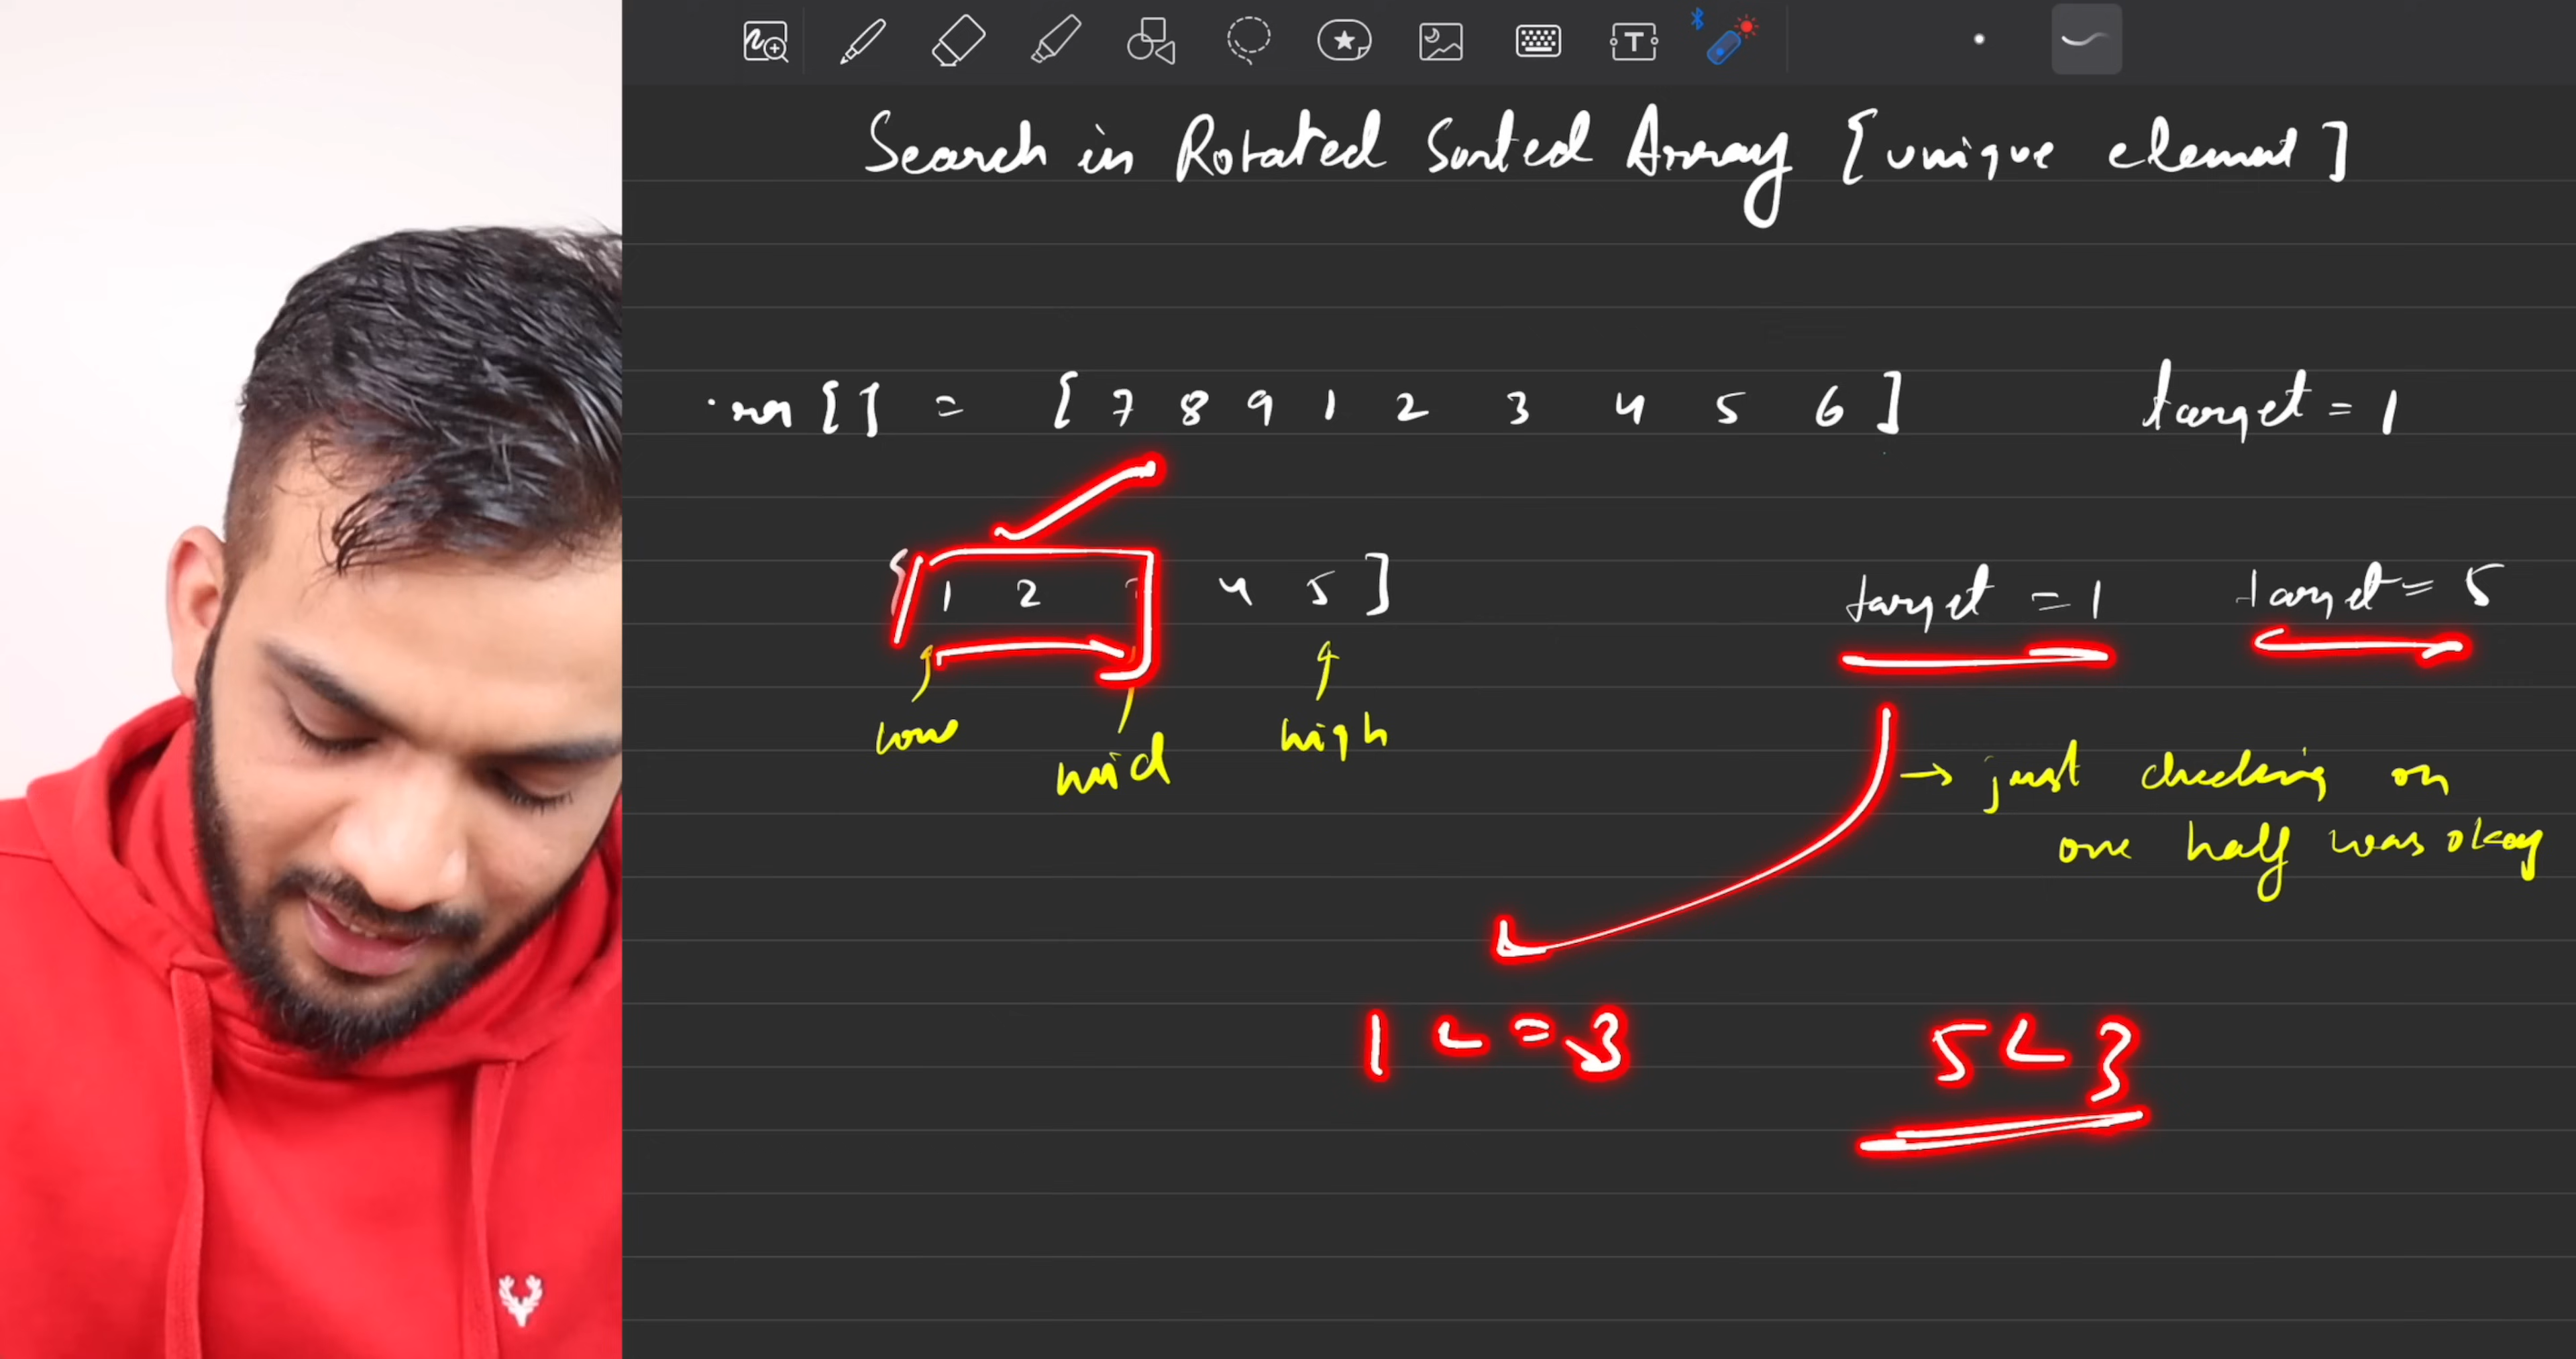 Search in Rotated Sorted Array [unique element]
arr[] = [ 7 8 9 1 2 3 4 5 6 ] target = 1
[ 1 2 3 4 5 ] target = 1 target = 5
low mid high
→ just checking on
one half was okay
1 <= 3 5 < 3